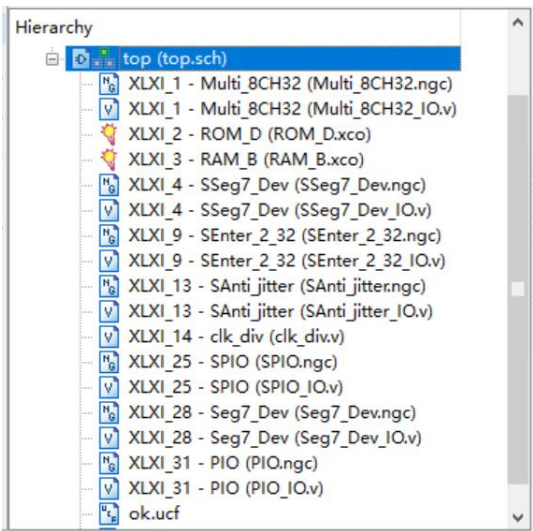 Hierarchy
top (top.sch)
XLXI_1 - Multi_8CH32 (Multi_8CH32.ngc)
XLXI_1 - Multi_8CH32 (Multi_8CH32_IO.v)
XLXI_2 - ROM_D (ROM_D.xco)
XLXI_3 - RAM_B (RAM_B.xco)
XLXI_4 - SSeg7_Dev (SSeg7_Dev.ngc)
XLXI_4 - SSeg7_Dev (SSeg7_Dev_IO.v)
XLXI_9 - SEnter_2_32 (SEnter_2_32.ngc)
XLXI_9 - SEnter_2_32 (SEnter_2_32_IO.v)
XLXI_13 - SAnti_jitter (SAnti_jitter.ngc)
XLXI_13 - SAnti_jitter (SAnti_jitter_IO.v)
XLXI_14 - clk_div (clk_div.v)
XLXI_25 - SPIO (SPIO.ngc)
XLXI_25 - SPIO (SPIO_IO.v)
XLXI_28 - Seg7_Dev (Seg7_Dev.ngc)
XLXI_28 - Seg7_Dev (Seg7_Dev_IO.v)
XLXI_31 - PIO (PIO.ngc)
XLXI_31 - PIO (PIO_IO.v)
ok.ucf